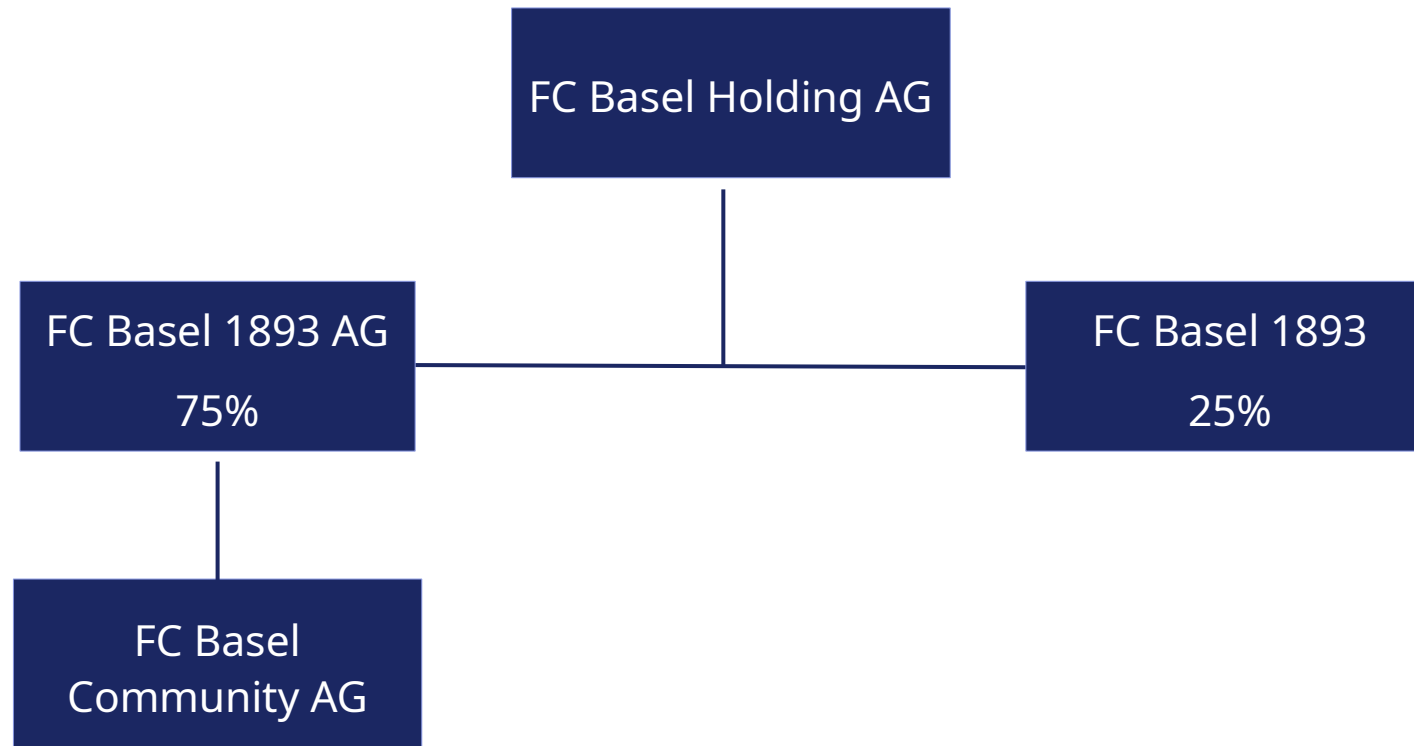 FC Basel Holding AG
FC Basel 1893 AG
75%
FC Basel 1893
25%
FC Basel
Community AG